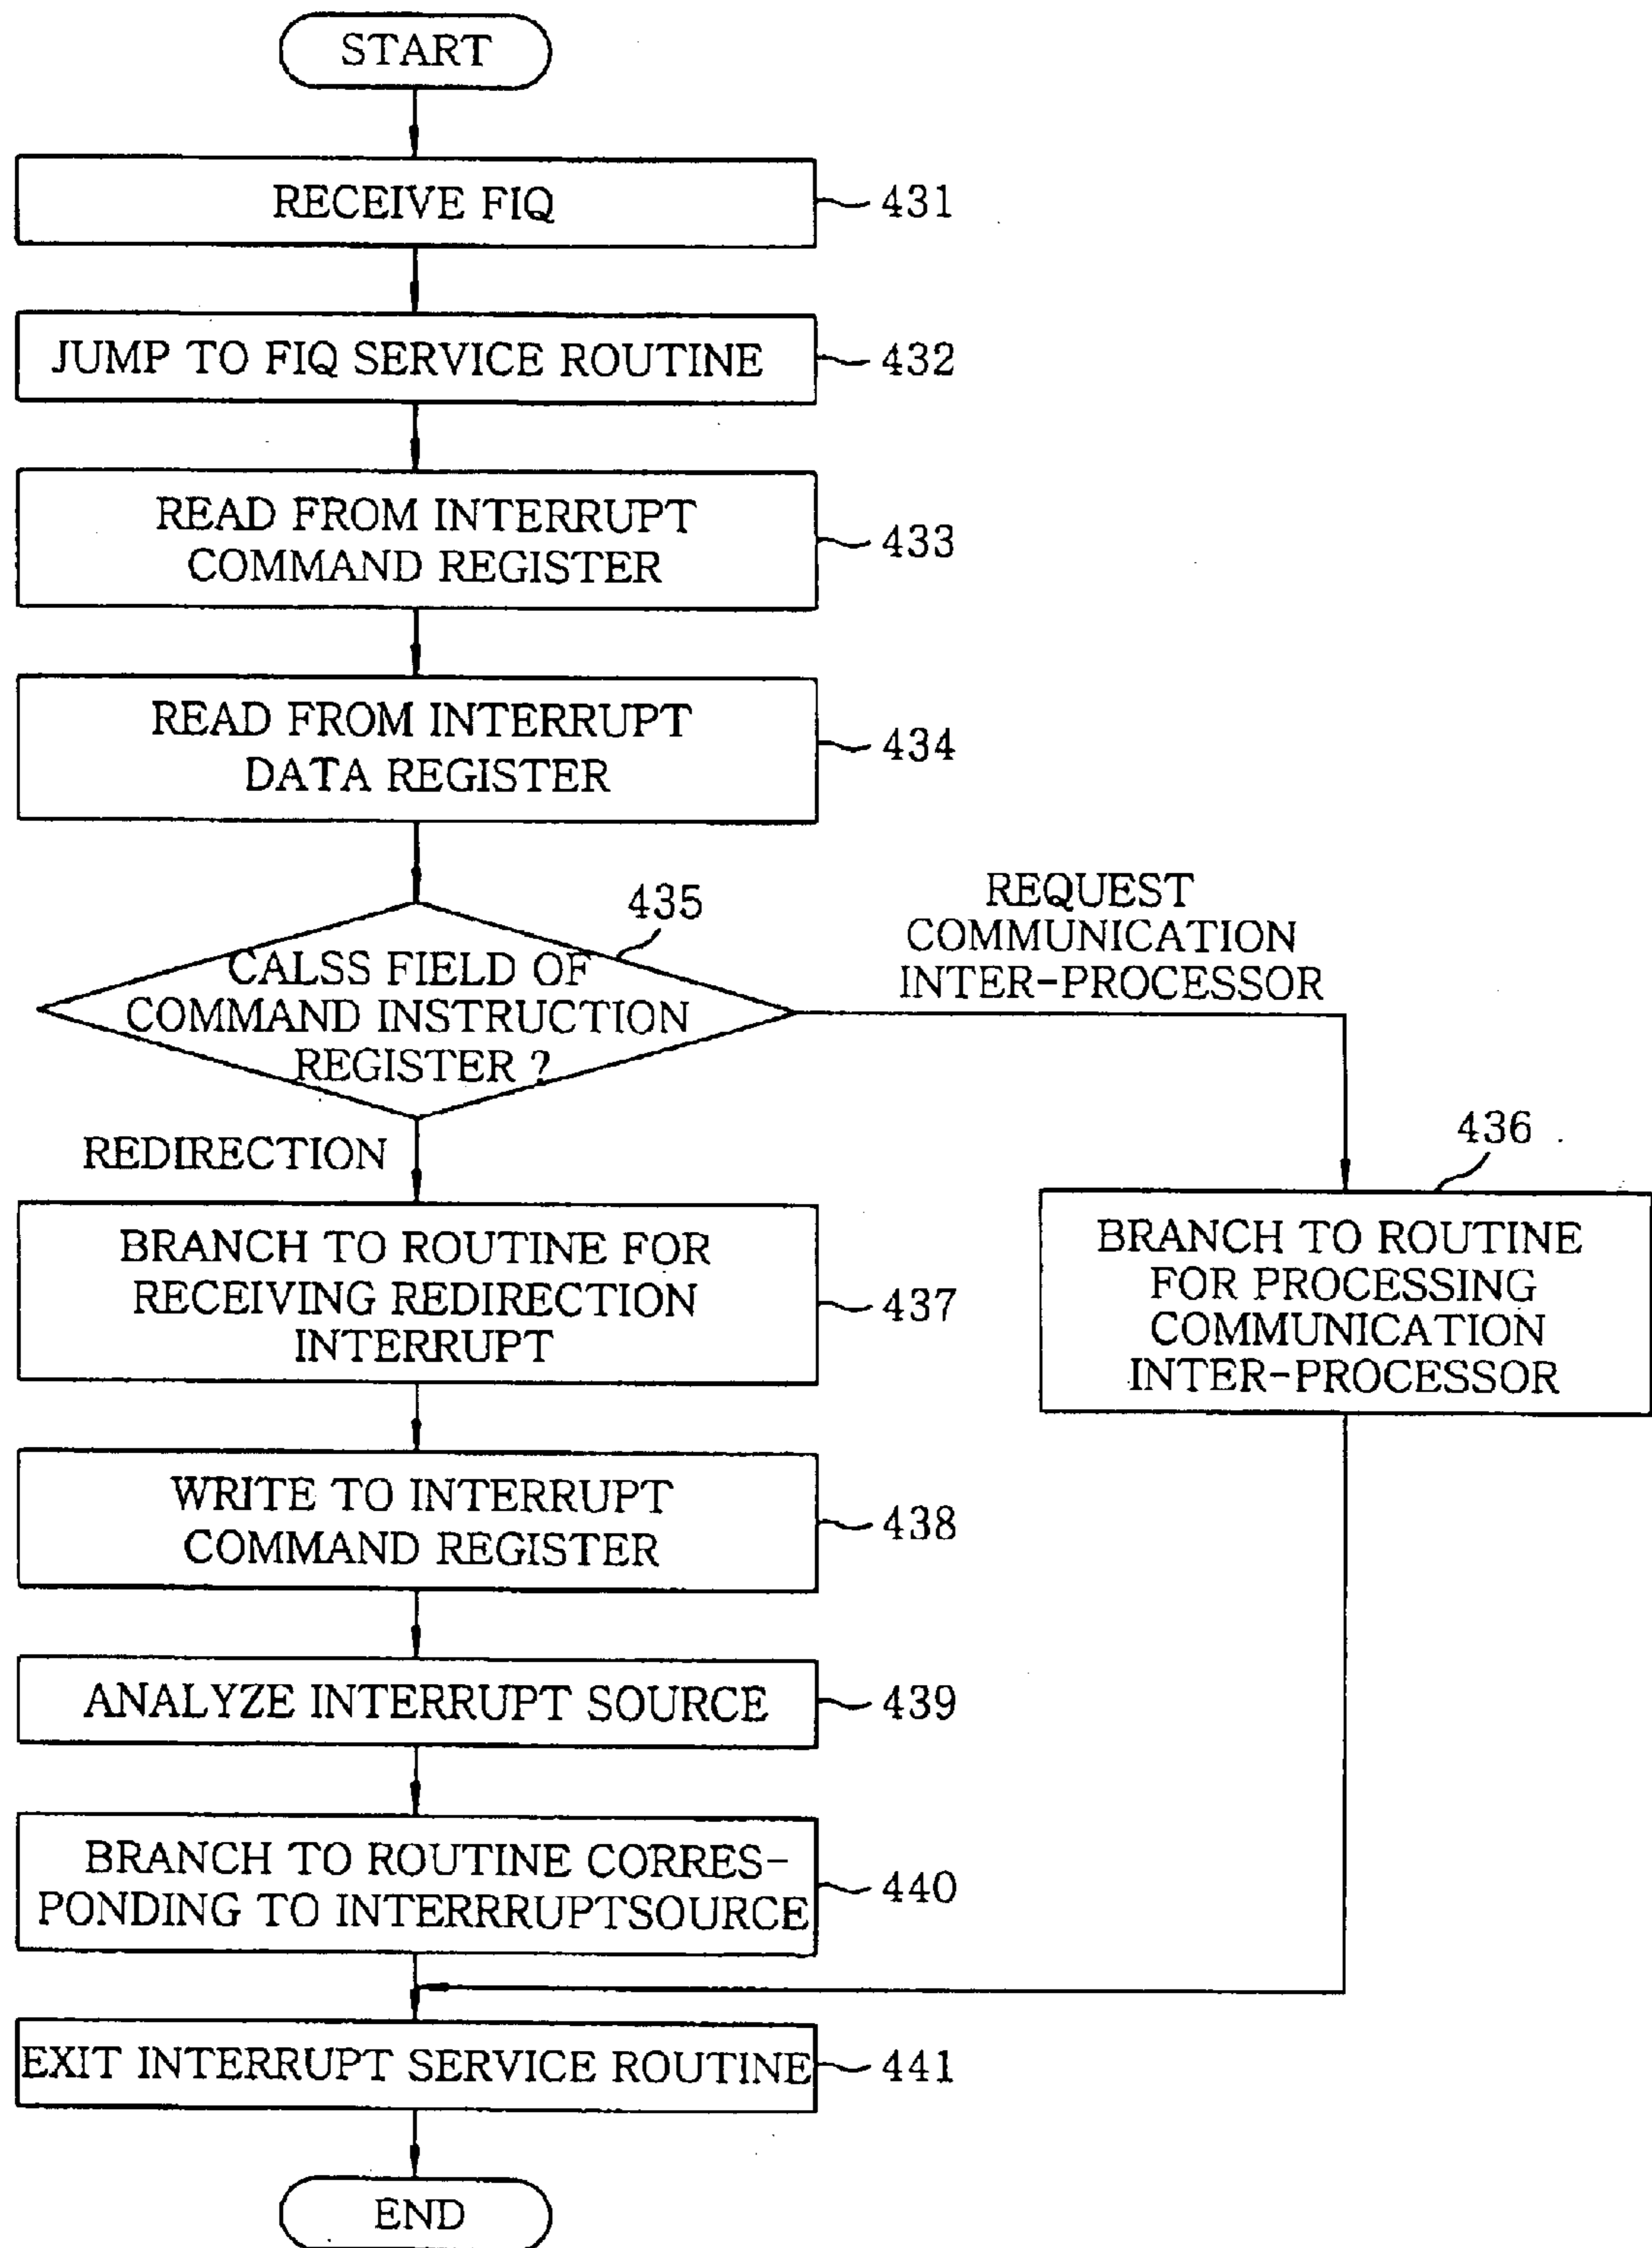 START
RECEIVE FIQ
431
JUMP TO FIQ SERVICE ROUTINE
432
READ FROM INTERRUPT
COMMAND REGISTER
433
READ FROM INTERRUPT
DATA REGISTER
434
435
CALSS FIELD OF
COMMAND INSTRUCTION
REGISTER ?
REQUEST
COMMUNICATION
INTER-PROCESSOR
REDIRECTION
436
BRANCH TO ROUTINE
FOR PROCESSING
COMMUNICATION
INTER-PROCESSOR
BRANCH TO ROUTINE FOR
RECEIVING REDIRECTION
INTERRUPT
437
WRITE TO INTERRUPT
COMMAND REGISTER
438
ANALYZE INTERRUPT SOURCE
439
BRANCH TO ROUTINE CORRES-
PONDING TO INTERRRUPTSOURCE
440
EXIT INTERRUPT SERVICE ROUTINE
441
END